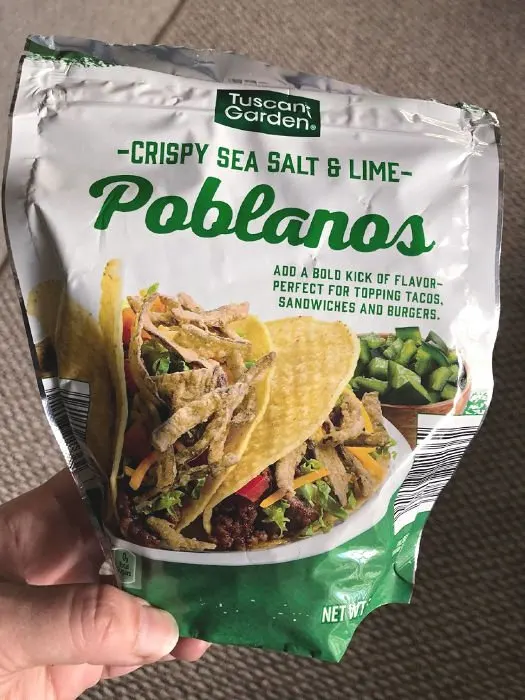 Tuscan
Garden®
-CRISPY SEA SALT & LIME-
Poblanos
ADD A BOLD KICK OF FLAVOR-
PERFECT FOR TOPPING TACOS,
SANDWICHES AND BURGERS.
NET WT